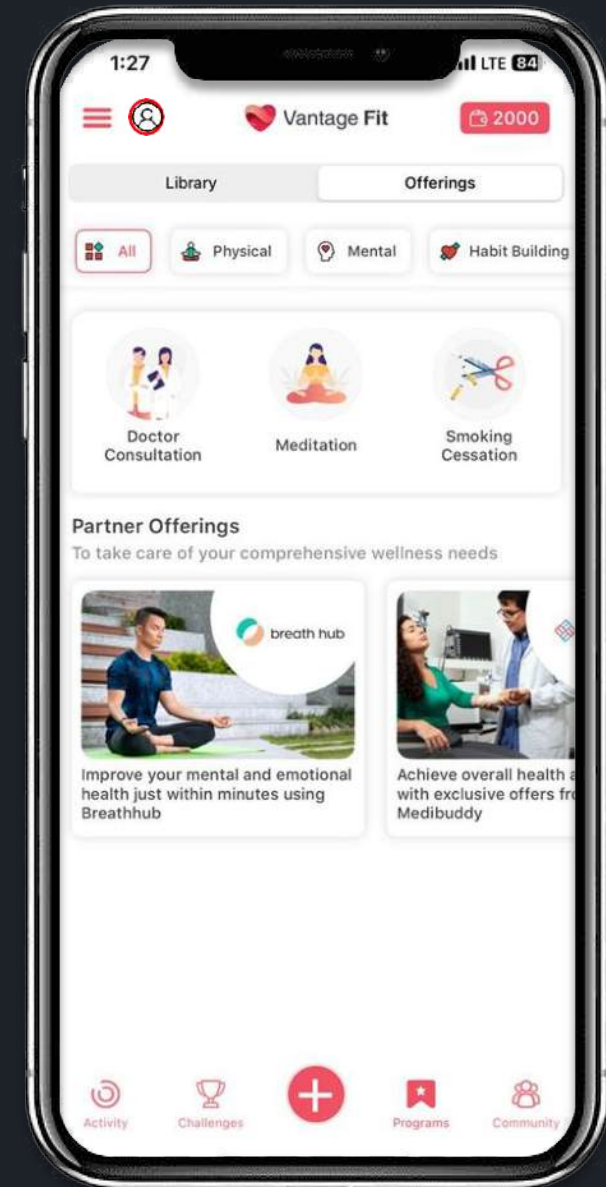 1:27
LTE 84
Vantage Fit
2000
Library
Offerings
All
Physical
Mental
Habit Building
Doctor
Consultation
Meditation
Smoking
Cessation
Partner Offerings
To take care of your comprehensive wellness needs
breath hub
Improve your mental and emotional
health just within minutes using
Breathhub
Achieve overall health a
with exclusive offers fro
Medibuddy
Activity
Challenges
Programs
Community